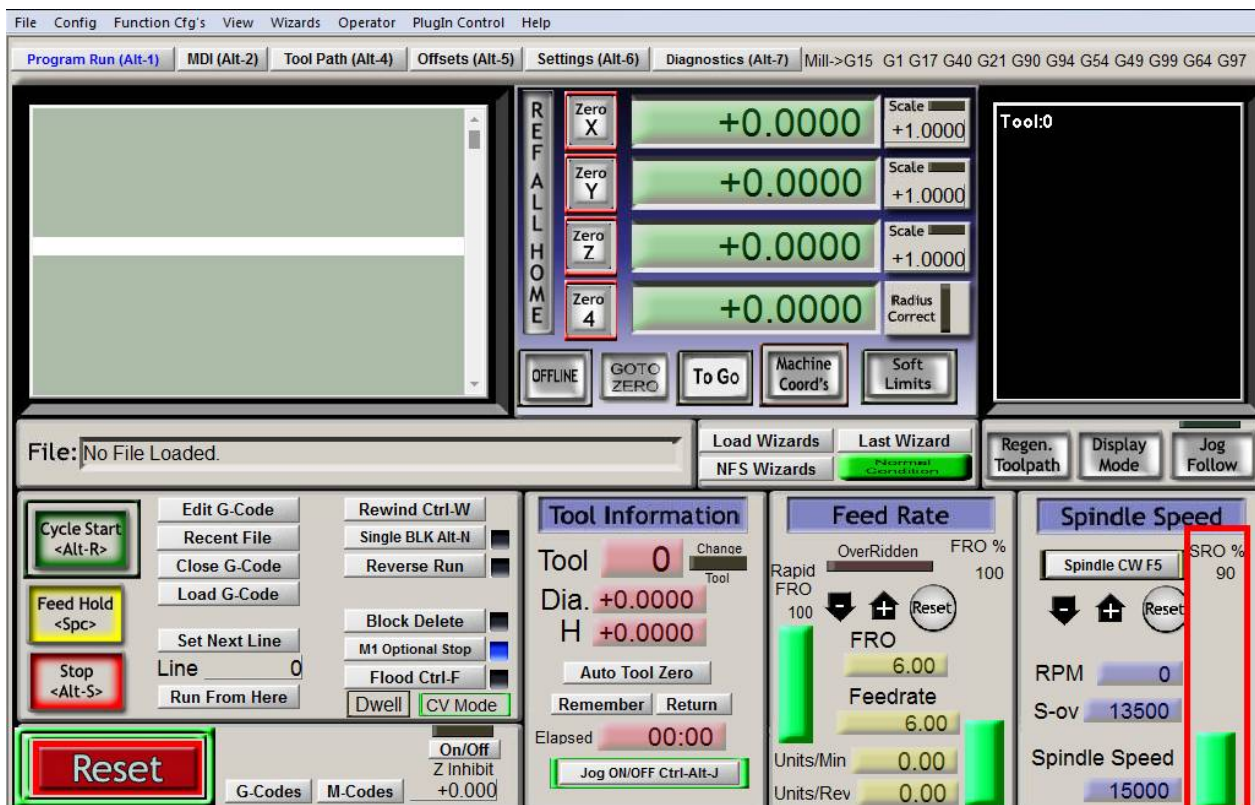 File Config Function Cfg's View Wizards Operator PlugIn Control Help
Program Run (Alt-1) MDI (Alt-2) Tool Path (Alt-4) Offsets (Alt-5) Settings (Alt-6) Diagnostics (Alt-7) Mill->G15 G1 G17 G40 G21 G90 G94 G54 G49 G99 G64 G97
REF ALL HOME
Zero X +0.0000 Scale +1.0000
Zero Y +0.0000 Scale +1.0000
Zero Z +0.0000 Scale +1.0000
Zero 4 +0.0000 Radius Correct
OFFLINE GOTO ZERO To Go Machine Coord's Soft Limits
Tool:0
File: No File Loaded.
Load Wizards Last Wizard
NFS Wizards Normal Condition
Regen. Toolpath Display Mode Jog Follow
Cycle Start <Alt-R>
Feed Hold <Spc>
Stop <Alt-S>
Edit G-Code
Recent File
Close G-Code
Load G-Code
Set Next Line
Line 0
Run From Here
Rewind Ctrl-W
Single BLK Alt-N
Reverse Run
Block Delete
M1 Optional Stop
Flood Ctrl-F
Dwell CV Mode
Reset
G-Codes M-Codes
On/Off
Z Inhibit
+0.000
Tool Information
Tool 0 Change Tool
Dia. +0.0000
H +0.0000
Auto Tool Zero
Remember Return
Elapsed 00:00
Jog ON/OFF Ctrl-Alt-J
Feed Rate
OverRidden FRO % 100
Rapid FRO 100
Reset
FRO
6.00
Feedrate
6.00
Units/Min 0.00
Units/Rev 0.00
Spindle Speed
Spindle CW F5
SRO % 90
Reset
RPM 0
S-ov 13500
Spindle Speed
15000